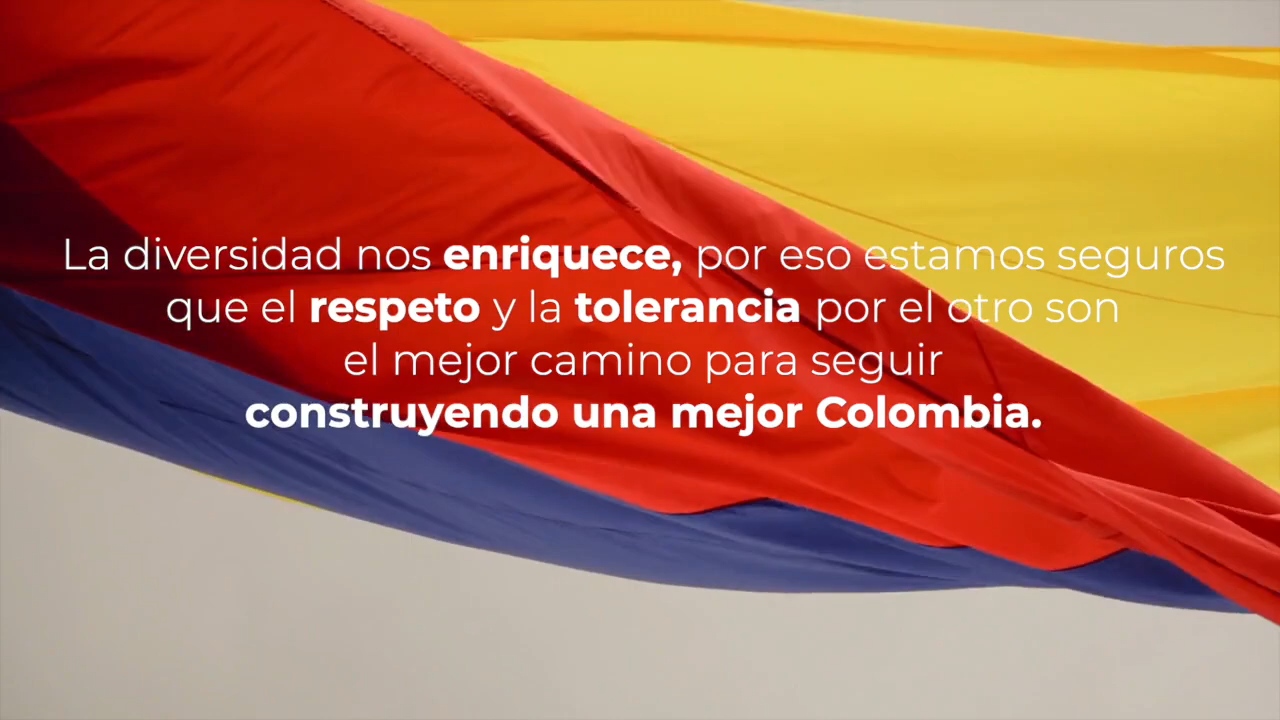 La diversidad nos enriquece, por eso estamos seguros
que el respeto y la tolerancia por el otro son
el mejor camino para seguir
construyendo una mejor Colombia.